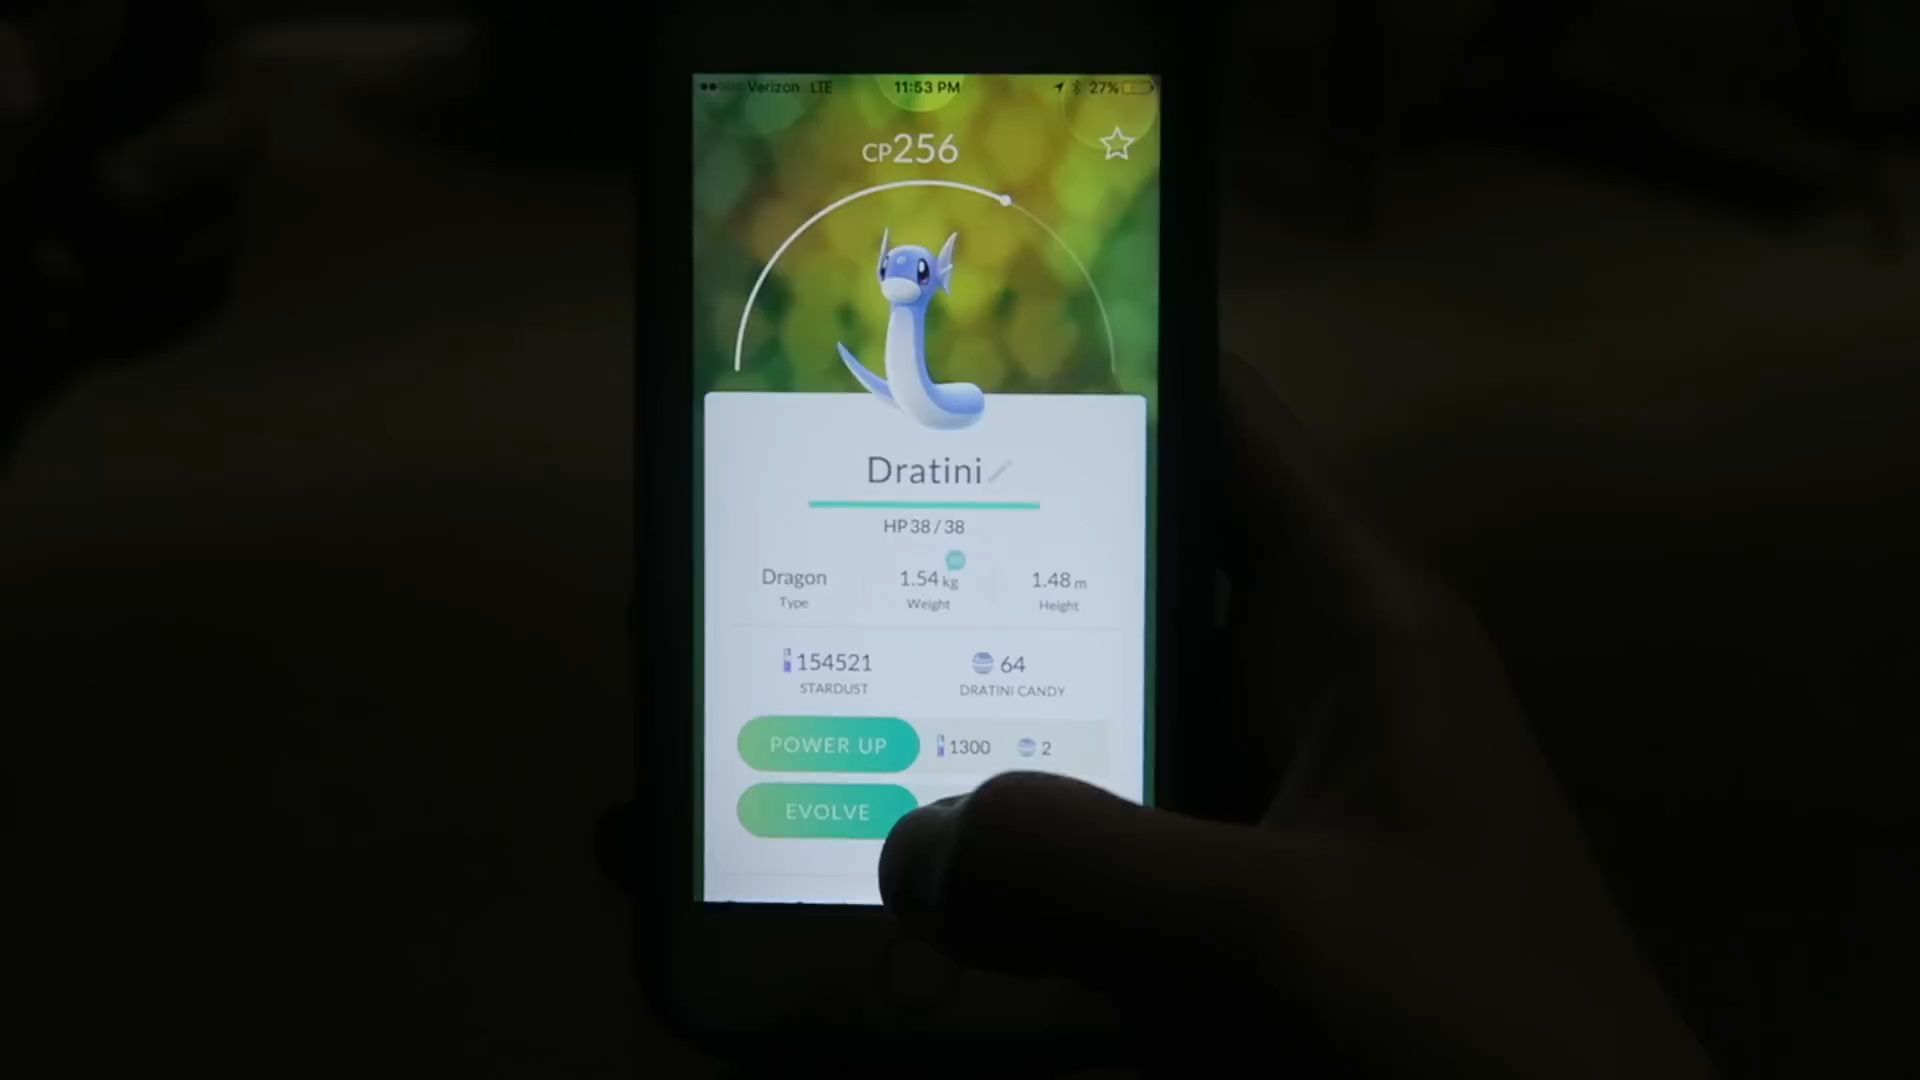 Verizon LTE 11:53 PM 27%
CP256
Dratini
HP 38 / 38
Dragon 1.54 kg 1.48 m
Type Weight Height
154521 64
STARDUST DRATINI CANDY
POWER UP 1300 2
EVOLVE